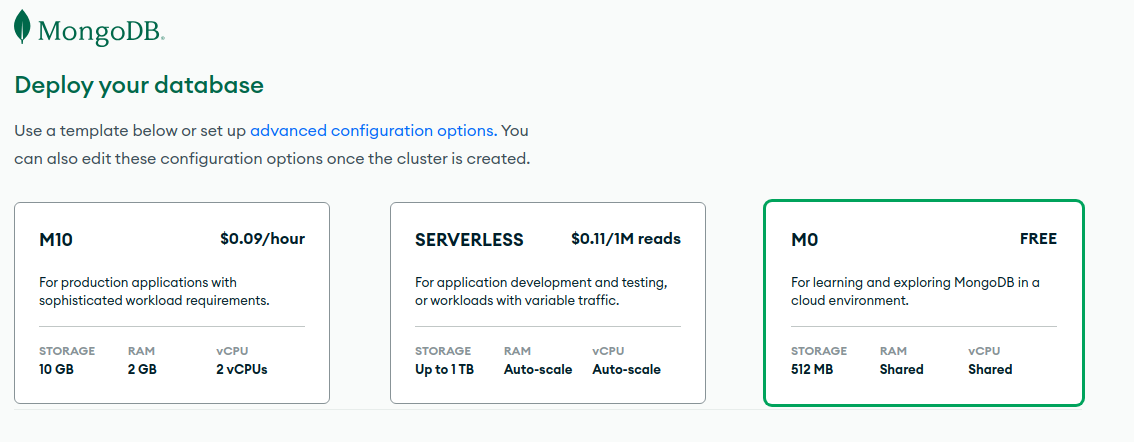 MongoDB.
Deploy your database
Use a template below or set up advanced configuration options. You
can also edit these configuration options once the cluster is created.
M10 $0.09/hour
For production applications with
sophisticated workload requirements.
STORAGE RAM vCPU
10 GB 2 GB 2 vCPUs
SERVERLESS $0.11/1M reads
For application development and testing,
or workloads with variable traffic.
STORAGE RAM vCPU
Up to 1 TB Auto-scale Auto-scale
M0 FREE
For learning and exploring MongoDB in a
cloud environment.
STORAGE RAM vCPU
512 MB Shared Shared